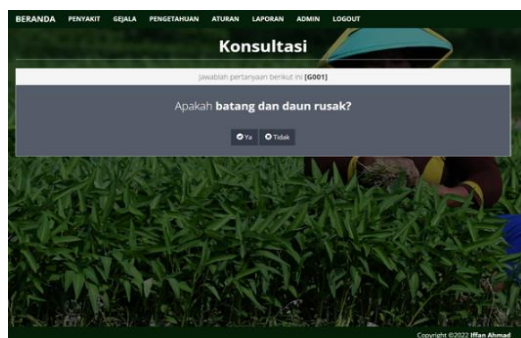 BERANDA PENYAKIT GEJALA PENGETAHUAN ATURAN LAPORAN ADMIN LOGOUT
Konsultasi
Jawablah pertanyaan berikut ini [G001]
Apakah batang dan daun rusak?
Ya Tidak
Copyright ©2022 Iffan Ahmad